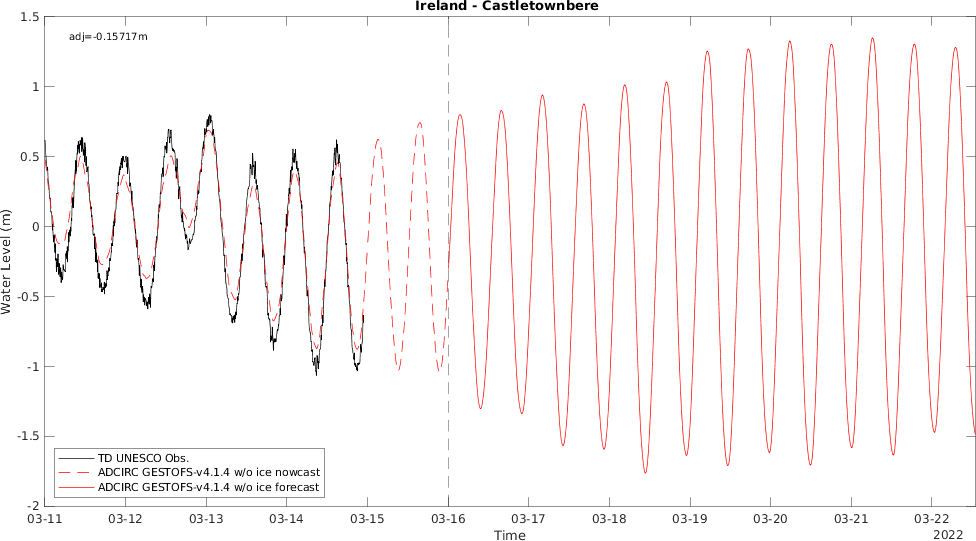 Ireland - Castletownbere
adj=-0.15717m
1.5
1
0.5
0
-0.5
-1
-1.5
-2
Water Level (m)
TD UNESCO Obs.
ADCIRC GESTOFS-v4.1.4 w/o ice nowcast
ADCIRC GESTOFS-v4.1.4 w/o ice forecast
03-11 03-12 03-13 03-14 03-15 03-16 03-17 03-18 03-19 03-20 03-21 03-22
Time
2022